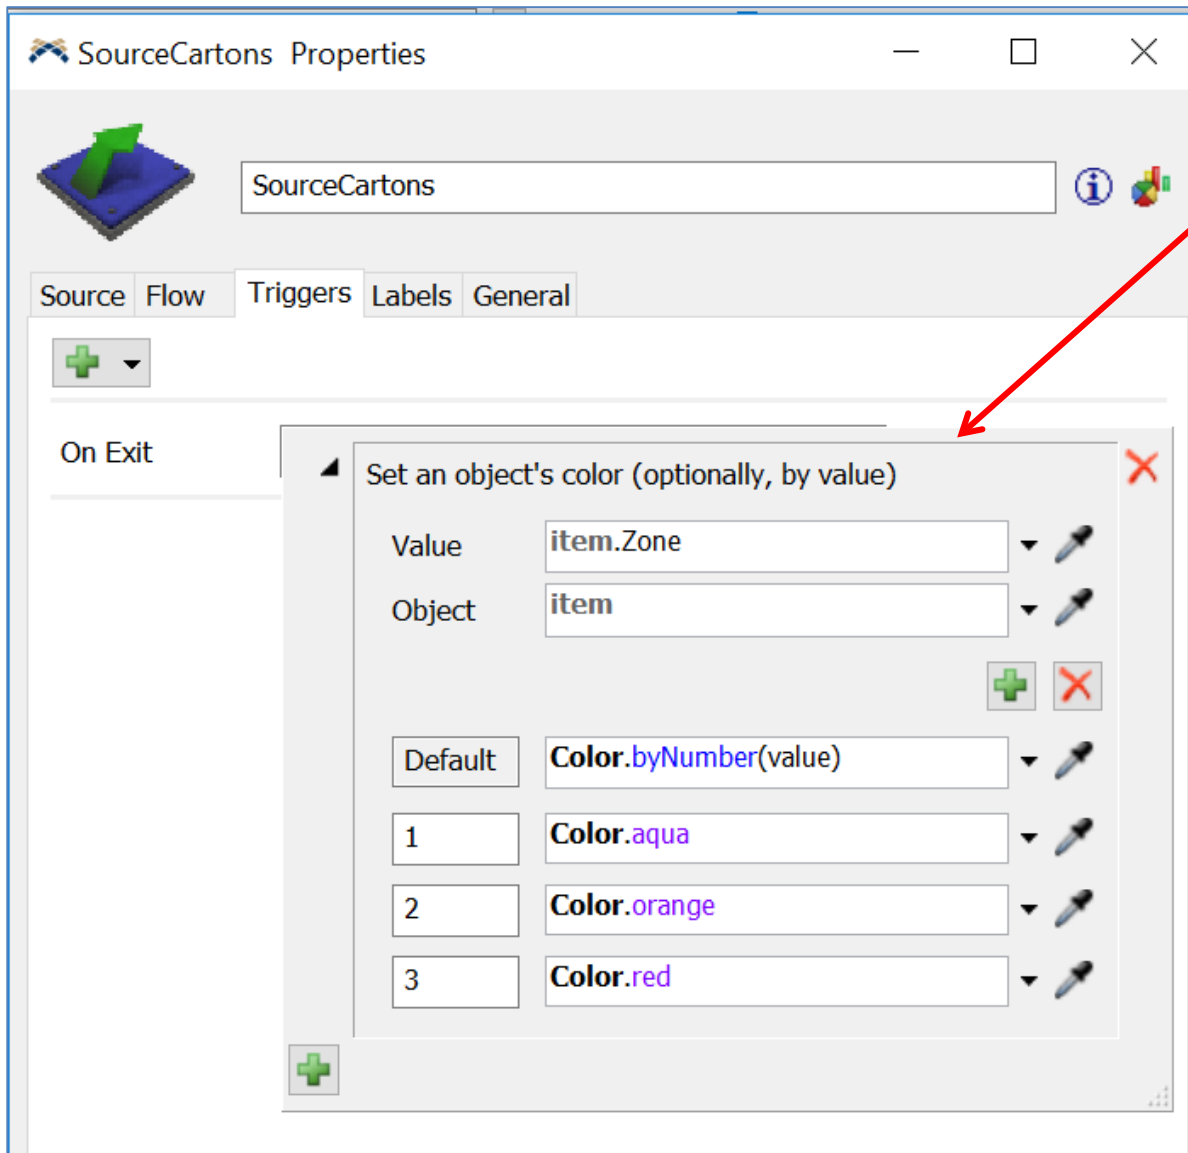 SourceCartons Properties
SourceCartons
Source Flow Triggers Labels General
On Exit
Set an object's color (optionally, by value)
Value item.Zone
Object item
Default Color.byNumber(value)
1 Color.aqua
2 Color.orange
3 Color.red